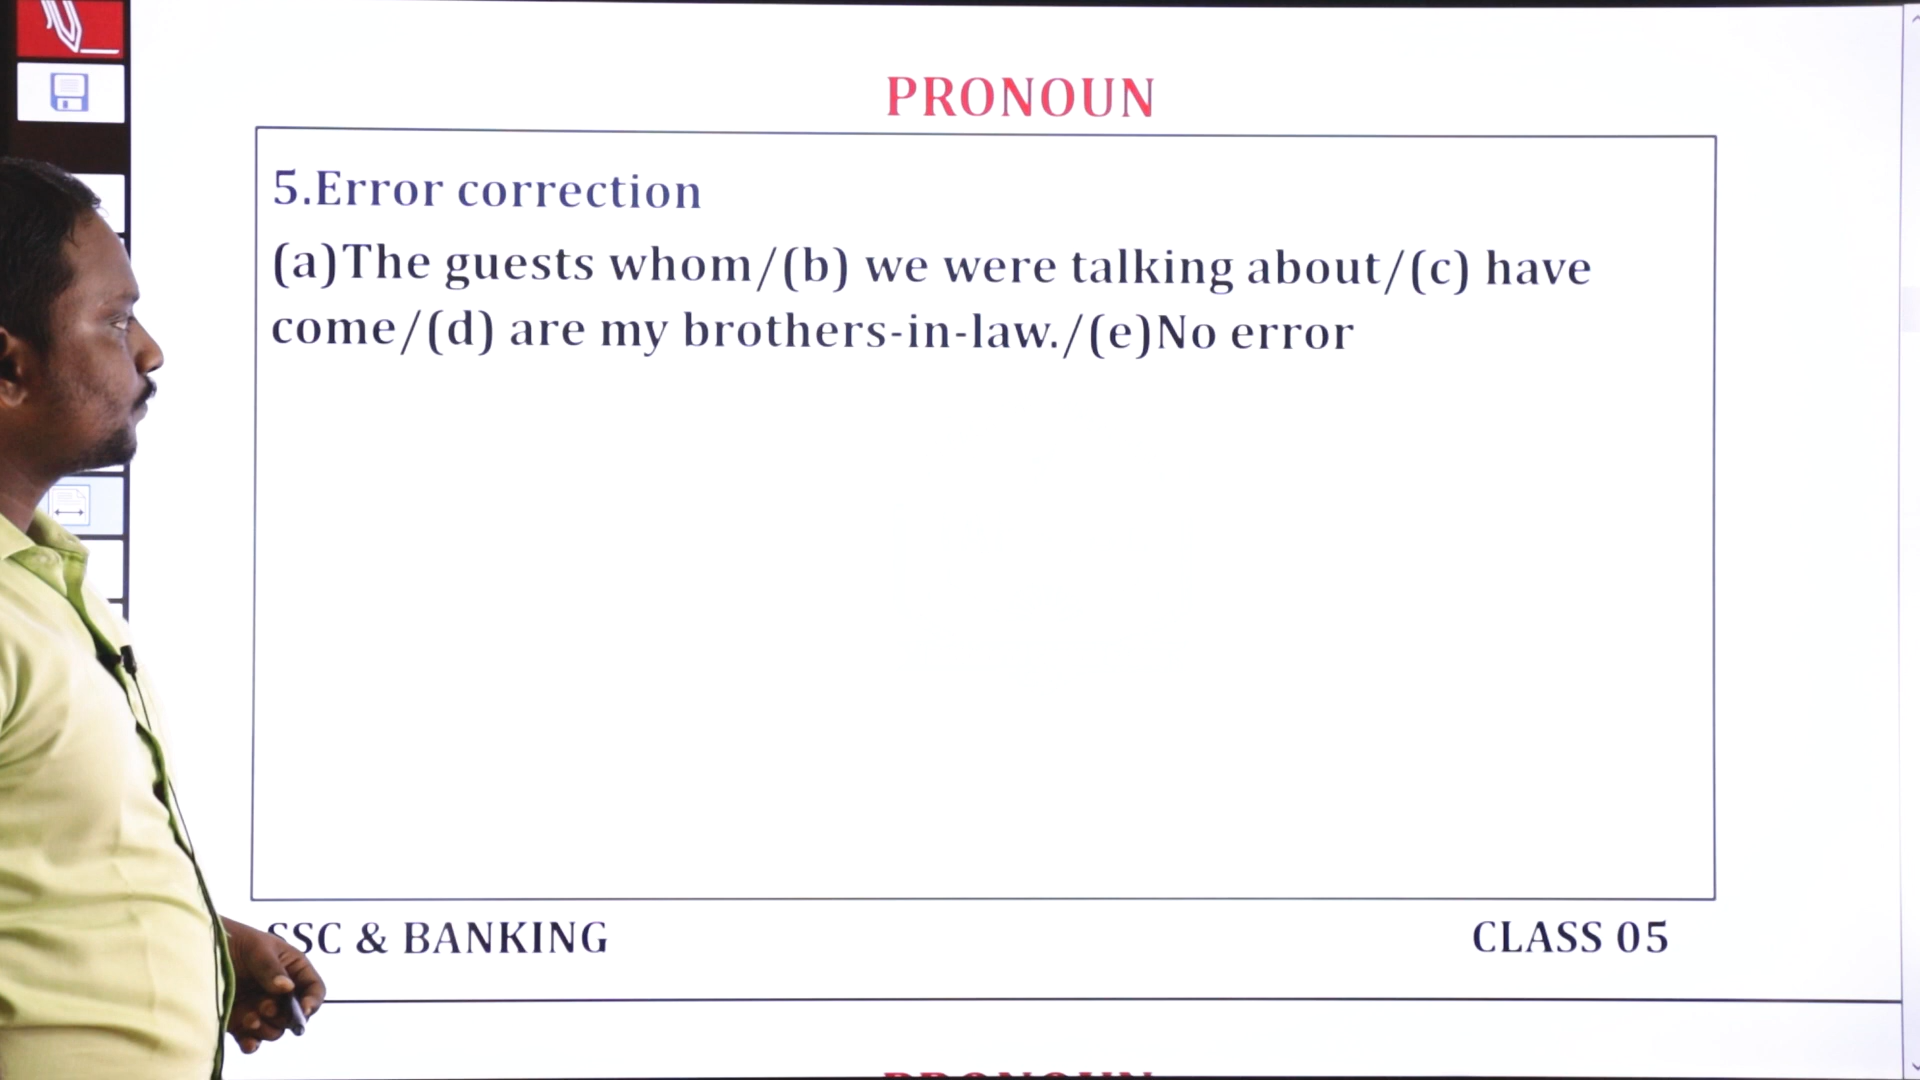 PRONOUN
5.Error correction
(a)The guests whom/(b) we were talking about/(c) have
come/(d) are my brothers-in-law./(e)No error
SSC & BANKING
CLASS 05
PRONOUN